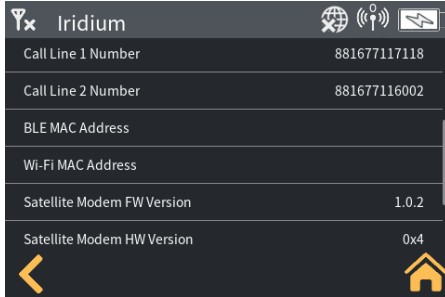 Iridium
Call Line 1 Number 881677117118
Call Line 2 Number 881677116002
BLE MAC Address
Wi-Fi MAC Address
Satellite Modem FW Version 1.0.2
Satellite Modem HW Version 0x4